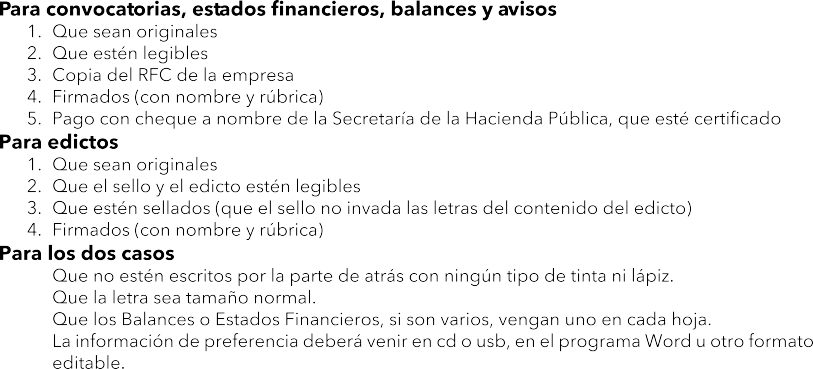 Para convocatorias, estados financieros, balances y avisos
1. Que sean originales
2. Que estén legibles
3. Copia del RFC de la empresa
4. Firmados (con nombre y rúbrica)
5. Pago con cheque a nombre de la Secretaría de la Hacienda Pública, que esté certificado
Para edictos
1. Que sean originales
2. Que el sello y el edicto estén legibles
3. Que estén sellados (que el sello no invada las letras del contenido del edicto)
4. Firmados (con nombre y rúbrica)
Para los dos casos
Que no estén escritos por la parte de atrás con ningún tipo de tinta ni lápiz.
Que la letra sea tamaño normal.
Que los Balances o Estados Financieros, si son varios, vengan uno en cada hoja.
La información de preferencia deberá venir en cd o usb, en el programa Word u otro formato
editable.